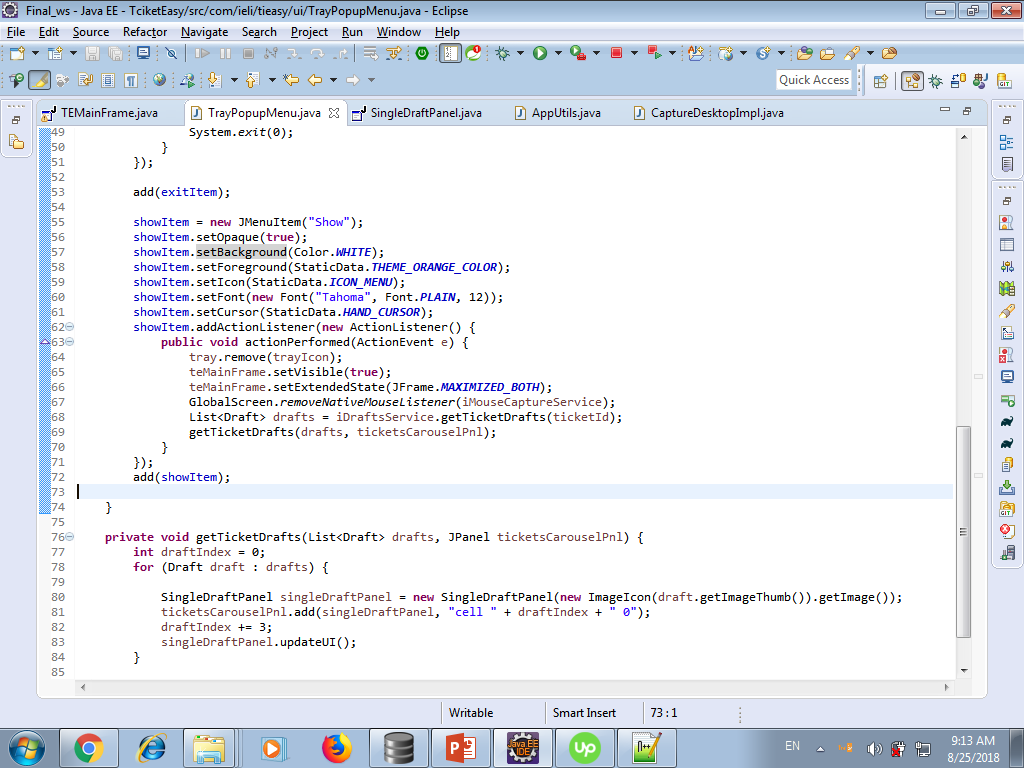 Final_ws - Java EE - TciketEasy/src/com/ieli/tieasy/ui/TrayPopupMenu.java - Eclipse
File Edit Source Refactor Navigate Search Project Run Window Help
Quick Access
TEMainFrame.java TrayPopupMenu.java SingleDraftPanel.java AppUtils.java CaptureDesktopImpl.java
49 System.exit(0);
50 }
51 });
52
53 add(exitItem);
54
55 showItem = new JMenuItem("Show");
56 showItem.setOpaque(true);
57 showItem.setBackground(Color.WHITE);
58 showItem.setForeground(StaticData.THEME_ORANGE_COLOR);
59 showItem.setIcon(StaticData.ICON_MENU);
60 showItem.setFont(new Font("Tahoma", Font.PLAIN, 12));
61 showItem.setCursor(StaticData.HAND_CURSOR);
62 showItem.addActionListener(new ActionListener() {
63 public void actionPerformed(ActionEvent e) {
64 tray.remove(trayIcon);
65 teMainFrame.setVisible(true);
66 teMainFrame.setExtendedState(JFrame.MAXIMIZED_BOTH);
67 GlobalScreen.removeNativeMouseListener(iMouseCaptureService);
68 List<Draft> drafts = iDraftsService.getTicketDrafts(ticketId);
69 getTicketDrafts(drafts, ticketsCarouselPnl);
70 }
71 });
72 add(showItem);
73
74 }
75
76 private void getTicketDrafts(List<Draft> drafts, JPanel ticketsCarouselPnl) {
77 int draftIndex = 0;
78 for (Draft draft : drafts) {
79
80 SingleDraftPanel singleDraftPanel = new SingleDraftPanel(new ImageIcon(draft.getImageThumb()).getImage());
81 ticketsCarouselPnl.add(singleDraftPanel, "cell " + draftIndex + " 0");
82 draftIndex += 3;
83 singleDraftPanel.updateUI();
84 }
85
Writable Smart Insert 73 : 1
EN 9:13 AM
8/25/2018